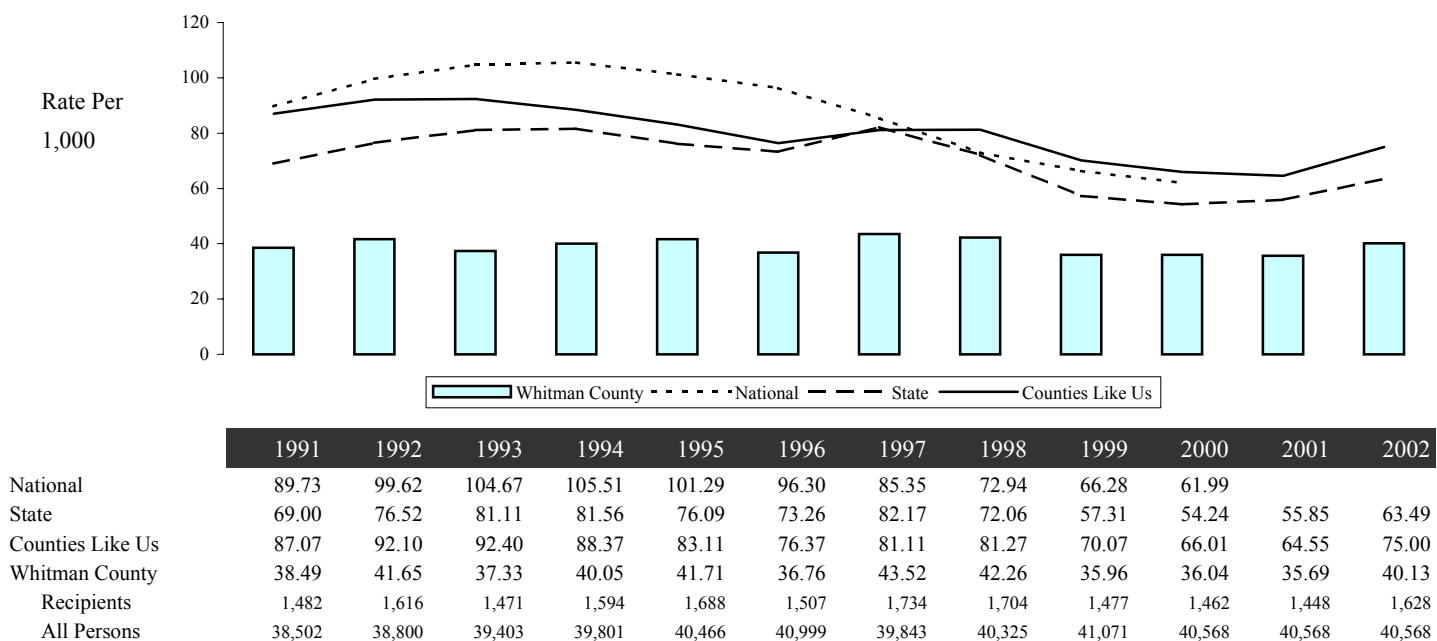 120
100
80
60
40
20
0
Rate Per
1,000
Whitman County National State Counties Like Us
1991 1992 1993 1994 1995 1996 1997 1998 1999 2000 2001 2002
National 89.73 99.62 104.67 105.51 101.29 96.30 85.35 72.94 66.28 61.99
State 69.00 76.52 81.11 81.56 76.09 73.26 82.17 72.06 57.31 54.24 55.85 63.49
Counties Like Us 87.07 92.10 92.40 88.37 83.11 76.37 81.11 81.27 70.07 66.01 64.55 75.00
Whitman County 38.49 41.65 37.33 40.05 41.71 36.76 43.52 42.26 35.96 36.04 35.69 40.13
Recipients 1,482 1,616 1,471 1,594 1,688 1,507 1,734 1,704 1,477 1,462 1,448 1,628
All Persons 38,502 38,800 39,403 39,801 40,466 40,999 39,843 40,325 41,071 40,568 40,568 40,568